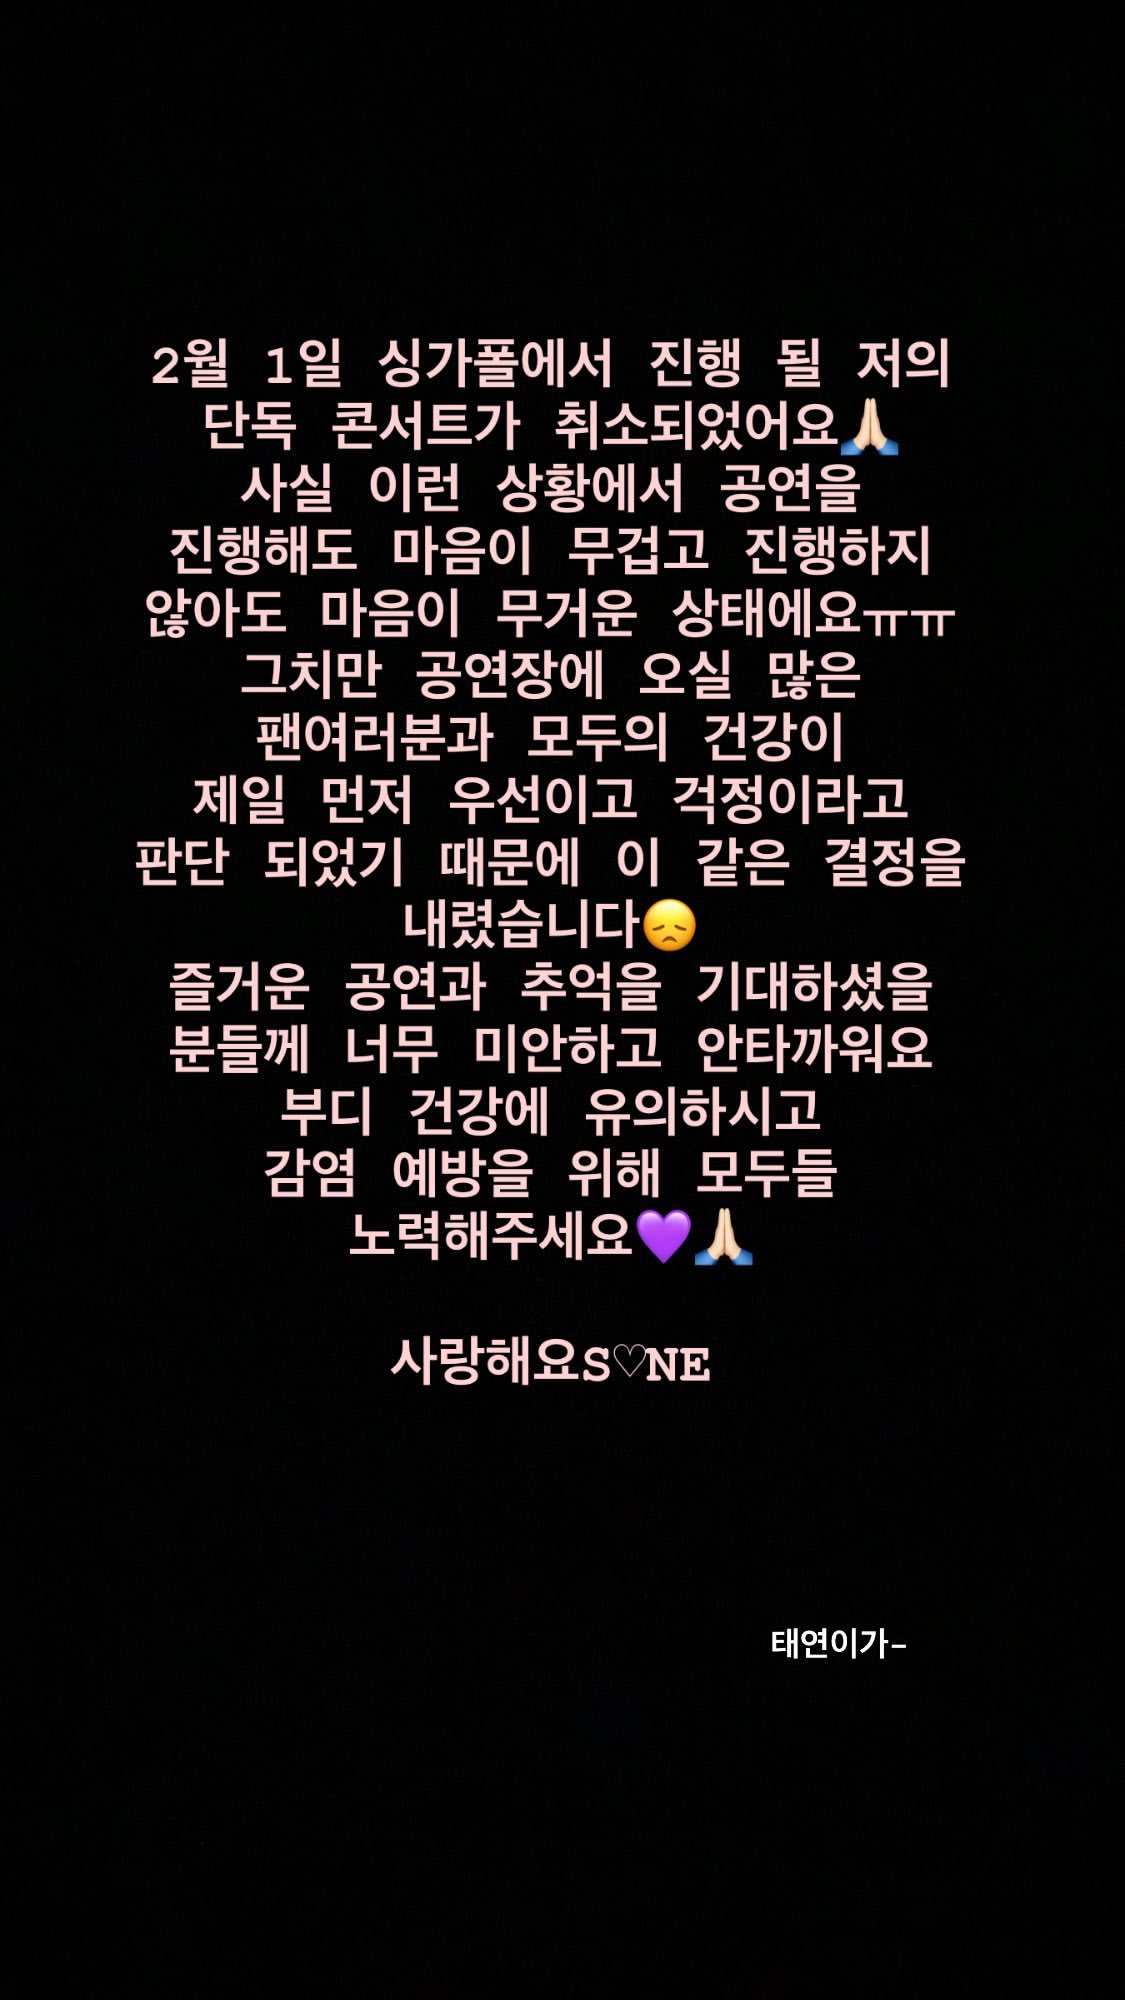 2월 1일 싱가폴에서 진행 될 저의
단독 콘서트가 취소되었어요🙏🏻
사실 이런 상황에서 공연을
진행해도 마음이 무겁고 진행하지
않아도 마음이 무거운 상태에요ㅠㅠ
그치만 공연장에 오실 많은
팬여러분과 모두의 건강이
제일 먼저 우선이고 걱정이라고
판단 되었기 때문에 이 같은 결정을
내렸습니다😞
즐거운 공연과 추억을 기대하셨을
분들께 너무 미안하고 안타까워요
부디 건강에 유의하시고
감염 예방을 위해 모두들
노력해주세요💜🙏🏻
사랑해요S♡NE
태연이가-